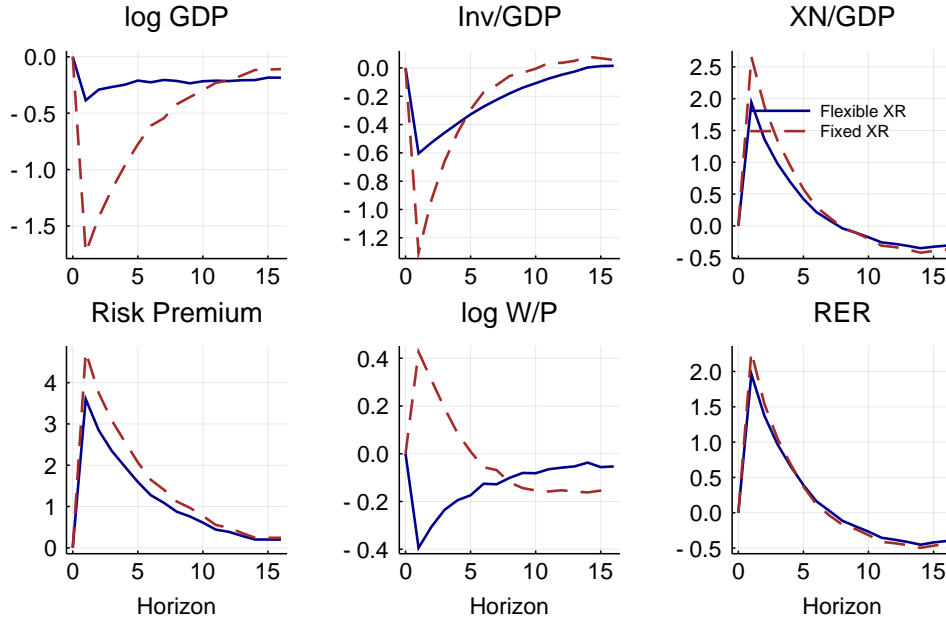 log GDP
0.0
- 0.5
- 1.0
- 1.5
0 5 10 15
Inv/GDP
0.0
- 0.2
- 0.4
- 0.6
- 0.8
- 1.0
- 1.2
0 5 10 15
XN/GDP
2.5
2.0
1.5
1.0
0.5
0.0
- 0.5
Flexible XR
Fixed XR
0 5 10 15
Risk Premium
4
3
2
1
0
0 5 10 15
Horizon
log W/P
0.4
0.2
0.0
- 0.2
- 0.4
0 5 10 15
Horizon
RER
2.0
1.5
1.0
0.5
0.0
- 0.5
0 5 10 15
Horizon